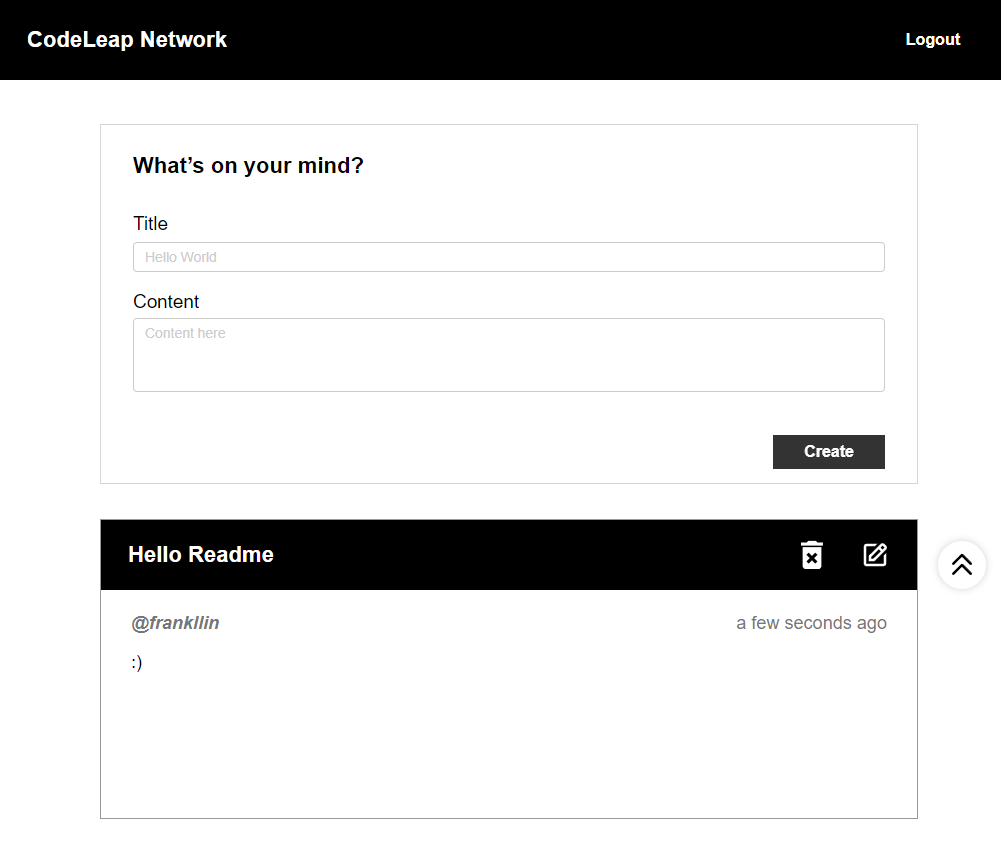 CodeLeap Network
Logout
What’s on your mind?
Title
Hello World
Content
Content here
Create
Hello Readme
@frankllin
a few seconds ago
:)